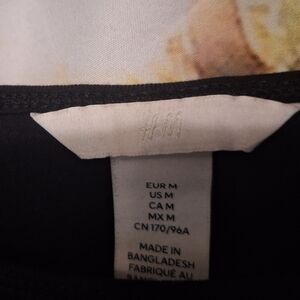 H&M
EUR M
US M
CA M
MX M
CN 170/96A
MADE IN
BANGLADESH
FABRIQUÉ AU